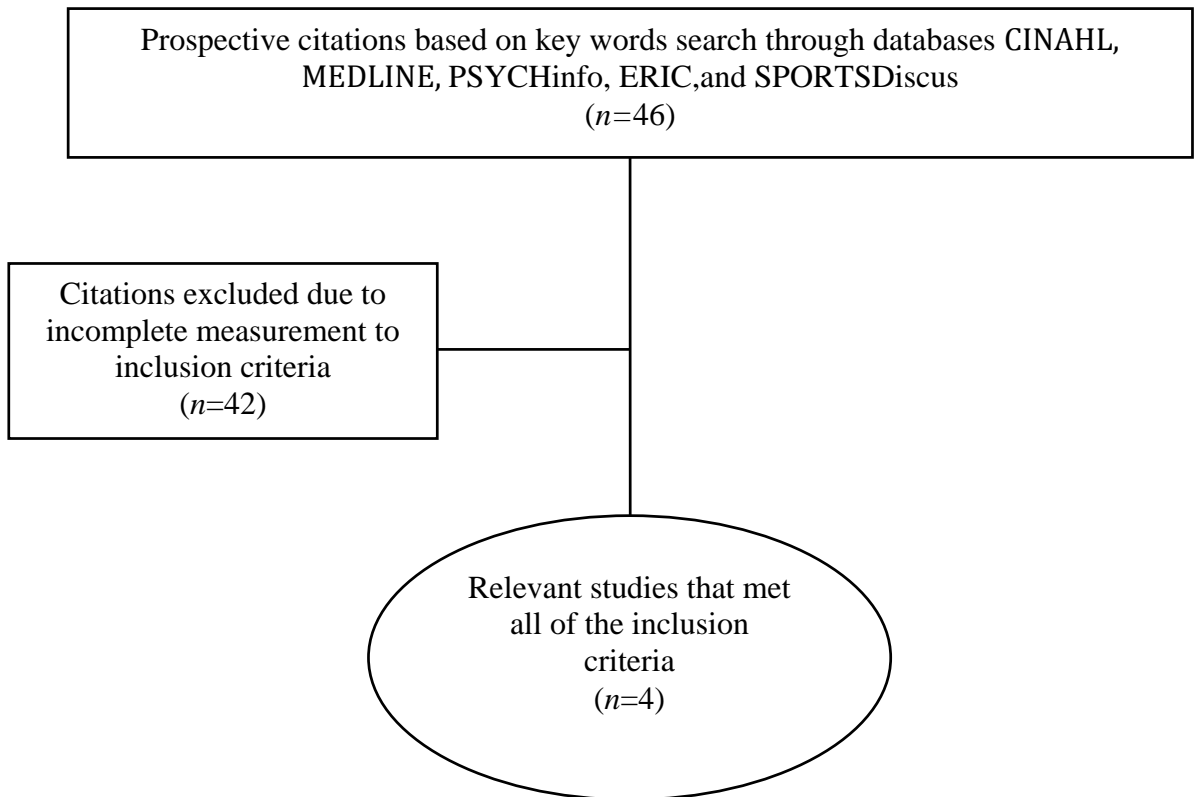 Prospective citations based on key words search through databases CINAHL,
MEDLINE, PSYCHinfo, ERIC,and SPORTSDiscus
(n=46)
Citations excluded due to
incomplete measurement to
inclusion criteria
(n=42)
Relevant studies that met
all of the inclusion
criteria
(n=4)